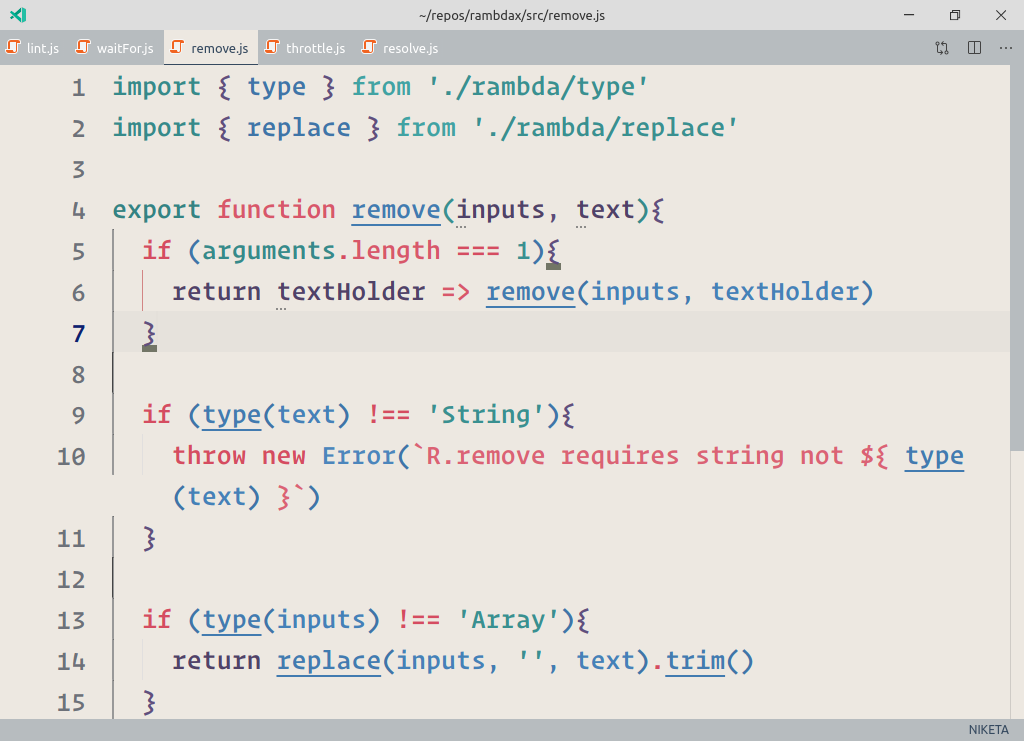 ~/repos/rambdax/src/remove.js
lint.js waitFor.js remove.js throttle.js resolve.js
1 import { type } from './rambda/type'
2 import { replace } from './rambda/replace'
3
4 export function remove(inputs, text){
5 if (arguments.length === 1){
6 return textHolder => remove(inputs, textHolder)
7 }
8
9 if (type(text) !== 'String'){
10 throw new Error(`R.remove requires string not ${ type
(text) }`)
11 }
12
13 if (type(inputs) !== 'Array'){
14 return replace(inputs, '', text).trim()
15 }
NIKETA